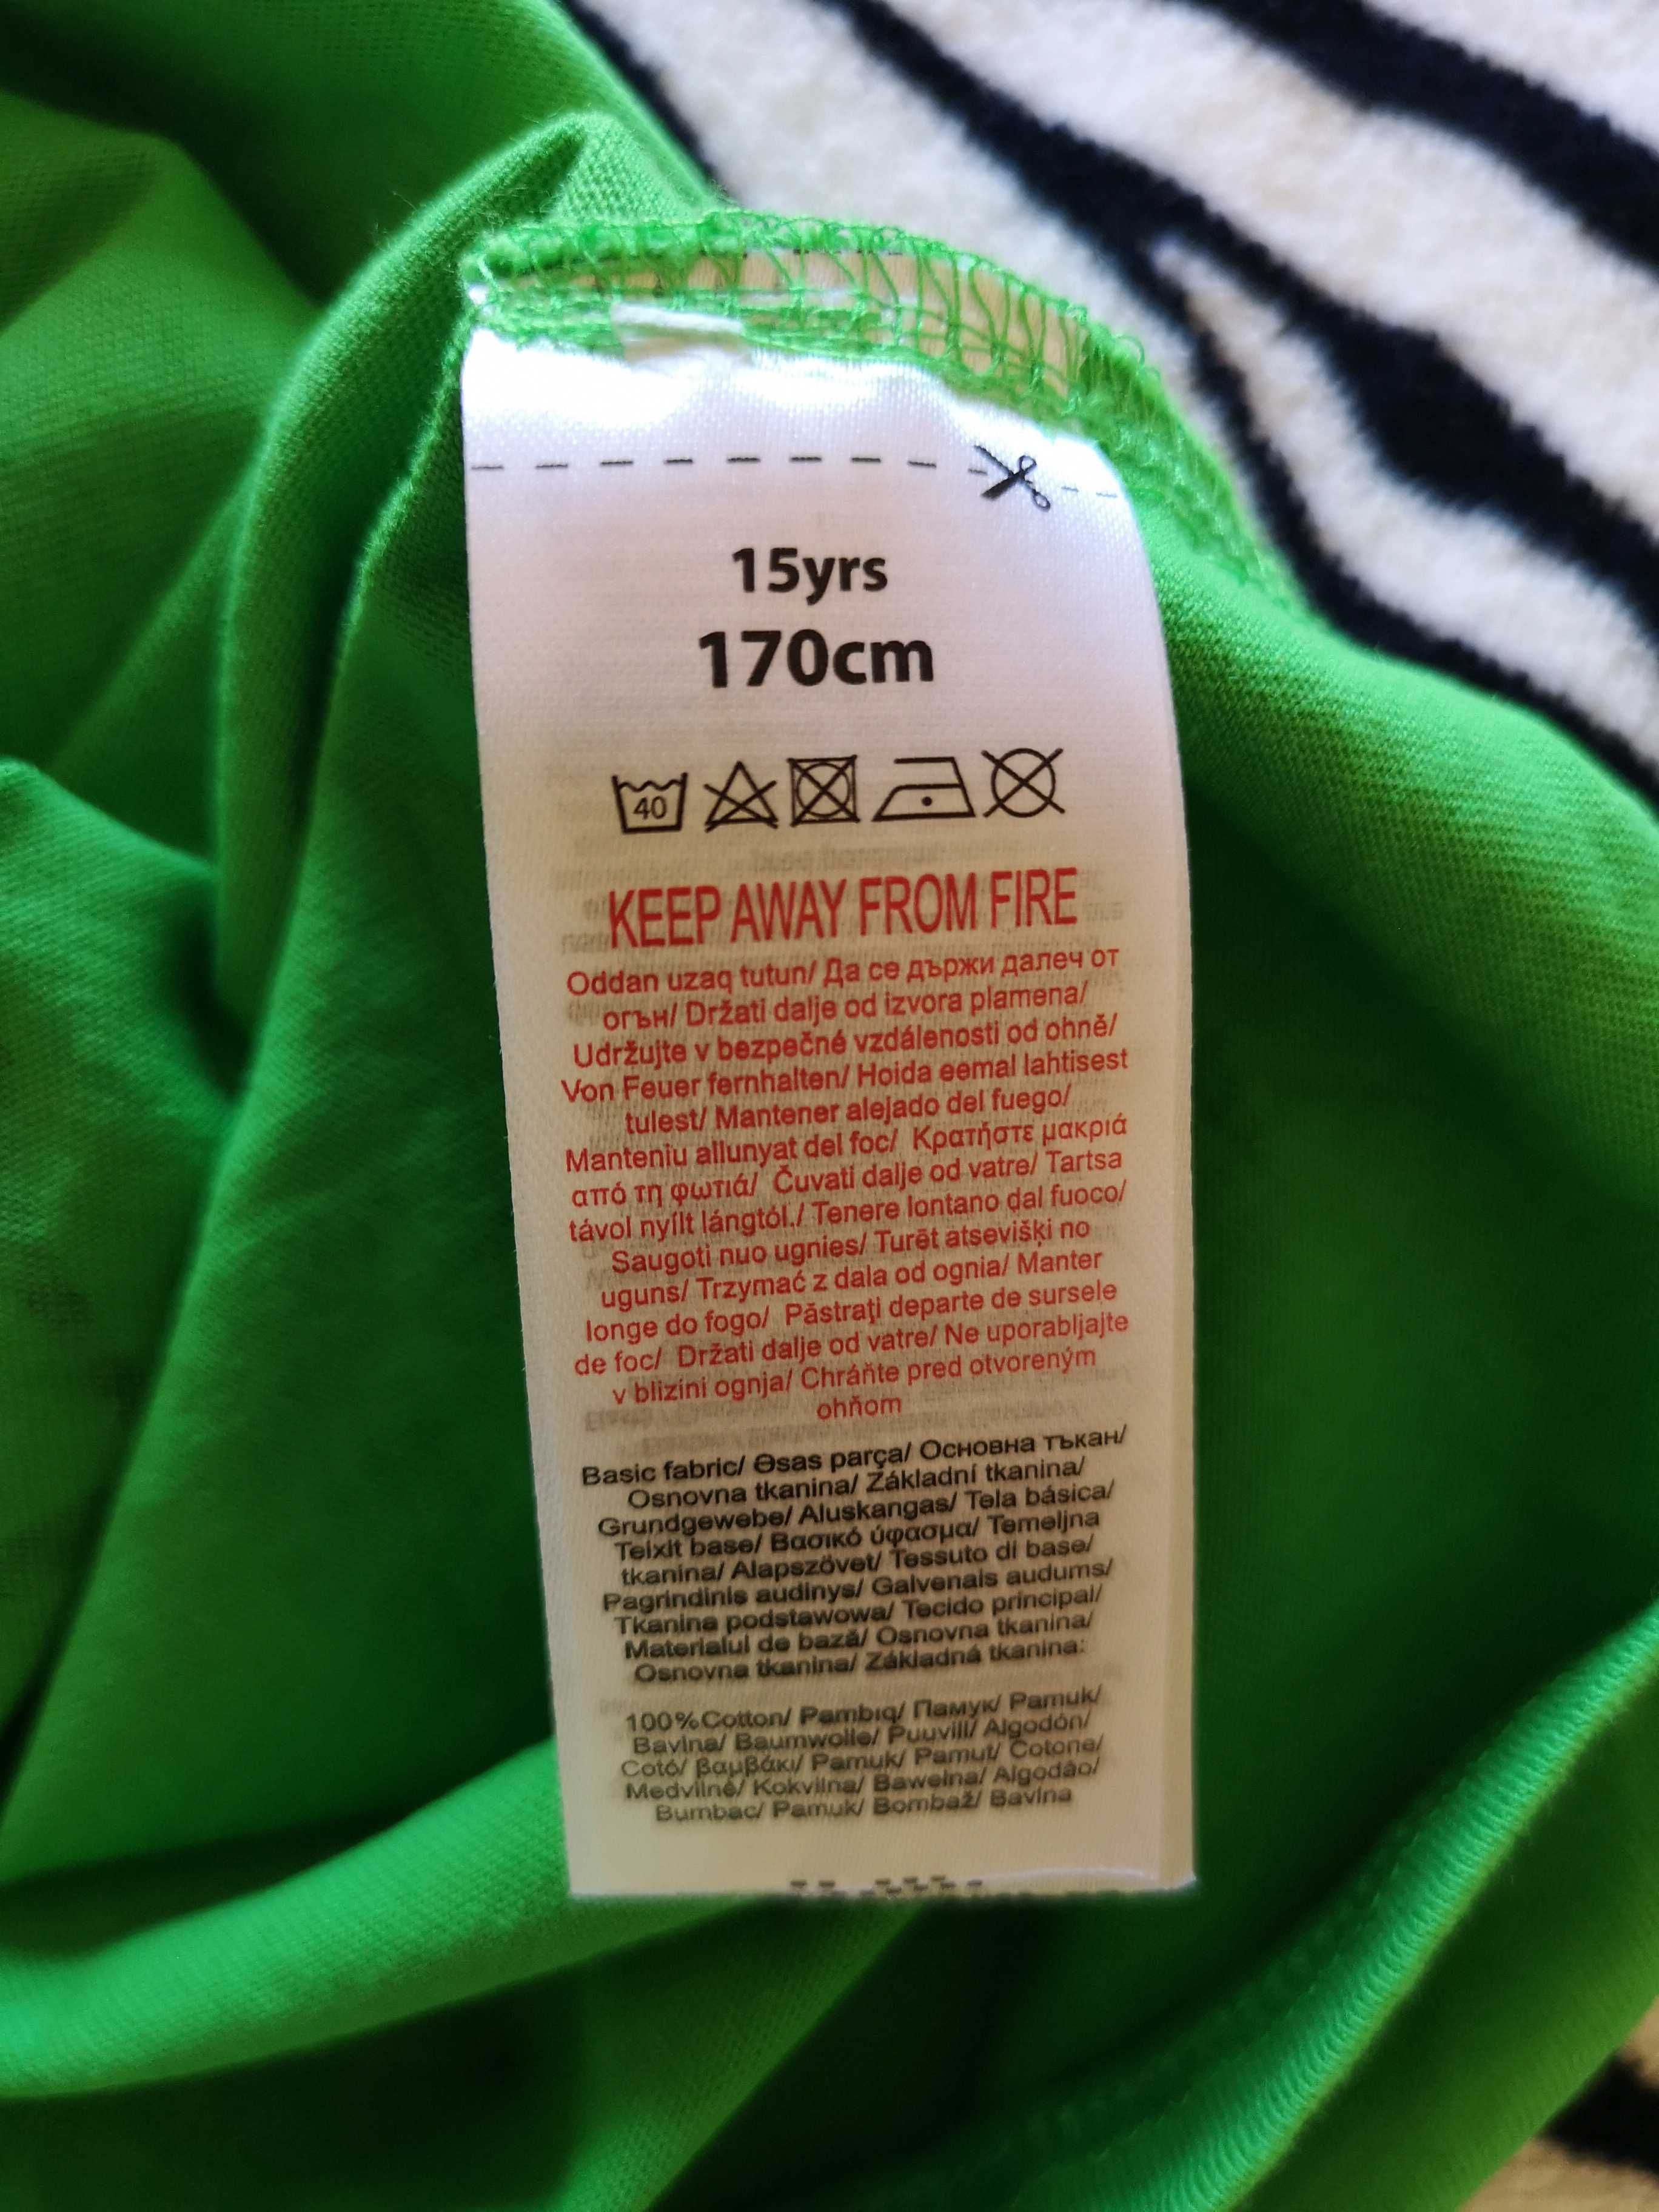 15yrs
170cm
40
KEEP AWAY FROM FIRE
Oddan uzaq tutun/ Да се държи далеч от
огън/ Držati dalje od izvora plamena/
Udržujte v bezpečné vzdálenosti od ohně/
Von Feuer fernhalten/ Hoida eemal lahtisest
tulest/ Mantener alejado del fuego/
Manteniu allunyat del foc/ Κρατήστε μακριά
από τη φωτιά/ Čuvati dalje od vatre/ Tartsa
távol nyílt lángtól./ Tenere lontano dal fuoco/
Saugoti nuo ugnies/ Turēt atsevišķi no
uguns/ Trzymać z dala od ognia/ Manter
longe do fogo/ Păstrați departe de sursele
de foc/ Držati dalje od vatre/ Ne uporabljajte
v blizini ognja/ Chráňte pred otvoreným
ohňom
Basic fabric/ Əsas parça/ Основна тъкан/
Osnovna tkanina/ Základní tkanina/
Grundgewebe/ Aluskangas/ Tela básica/
Teixit base/ Βασικό ύφασμα/ Temeljna
tkanina/ Alapszövet/ Tessuto di base/
Pagrindinis audinys/ Galvenais audums/
Tkanina podstawowa/ Tecido principal/
Materialul de bază/ Osnovna tkanina/
Osnovna tkanina/ Základná tkanina:
100%Cotton/ Pambıq/ Памук/ Pamuk/
Bavlna/ Baumwolle/ Puuvill/ Algodón/
Cotó/ βαμβάκι/ Pamuk/ Pamut/ Cotone/
Medvilnė/ Kokvilna/ Bawełna/ Algodão/
Bumbac/ Pamuk/ Bombaž/ Bavlna